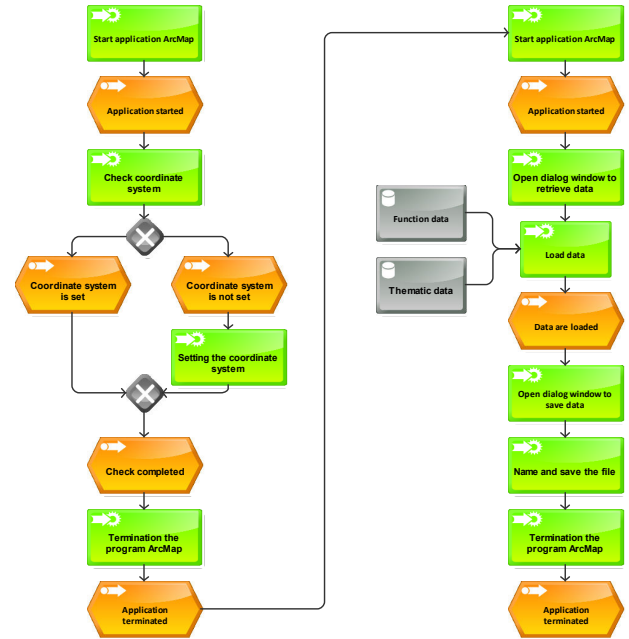 Start application ArcMap
Application started
Check coordinate
system
Coordinate system
is set
Coordinate system
is not set
Setting the coordinate
system
Check completed
Termination the
program ArcMap
Application
terminated
Start application ArcMap
Application started
Open dialog window to
retrieve data
Function data
Thematic data
Load data
Data are loaded
Open dialog window to
save data
Name and save the file
Termination the
program ArcMap
Application
terminated